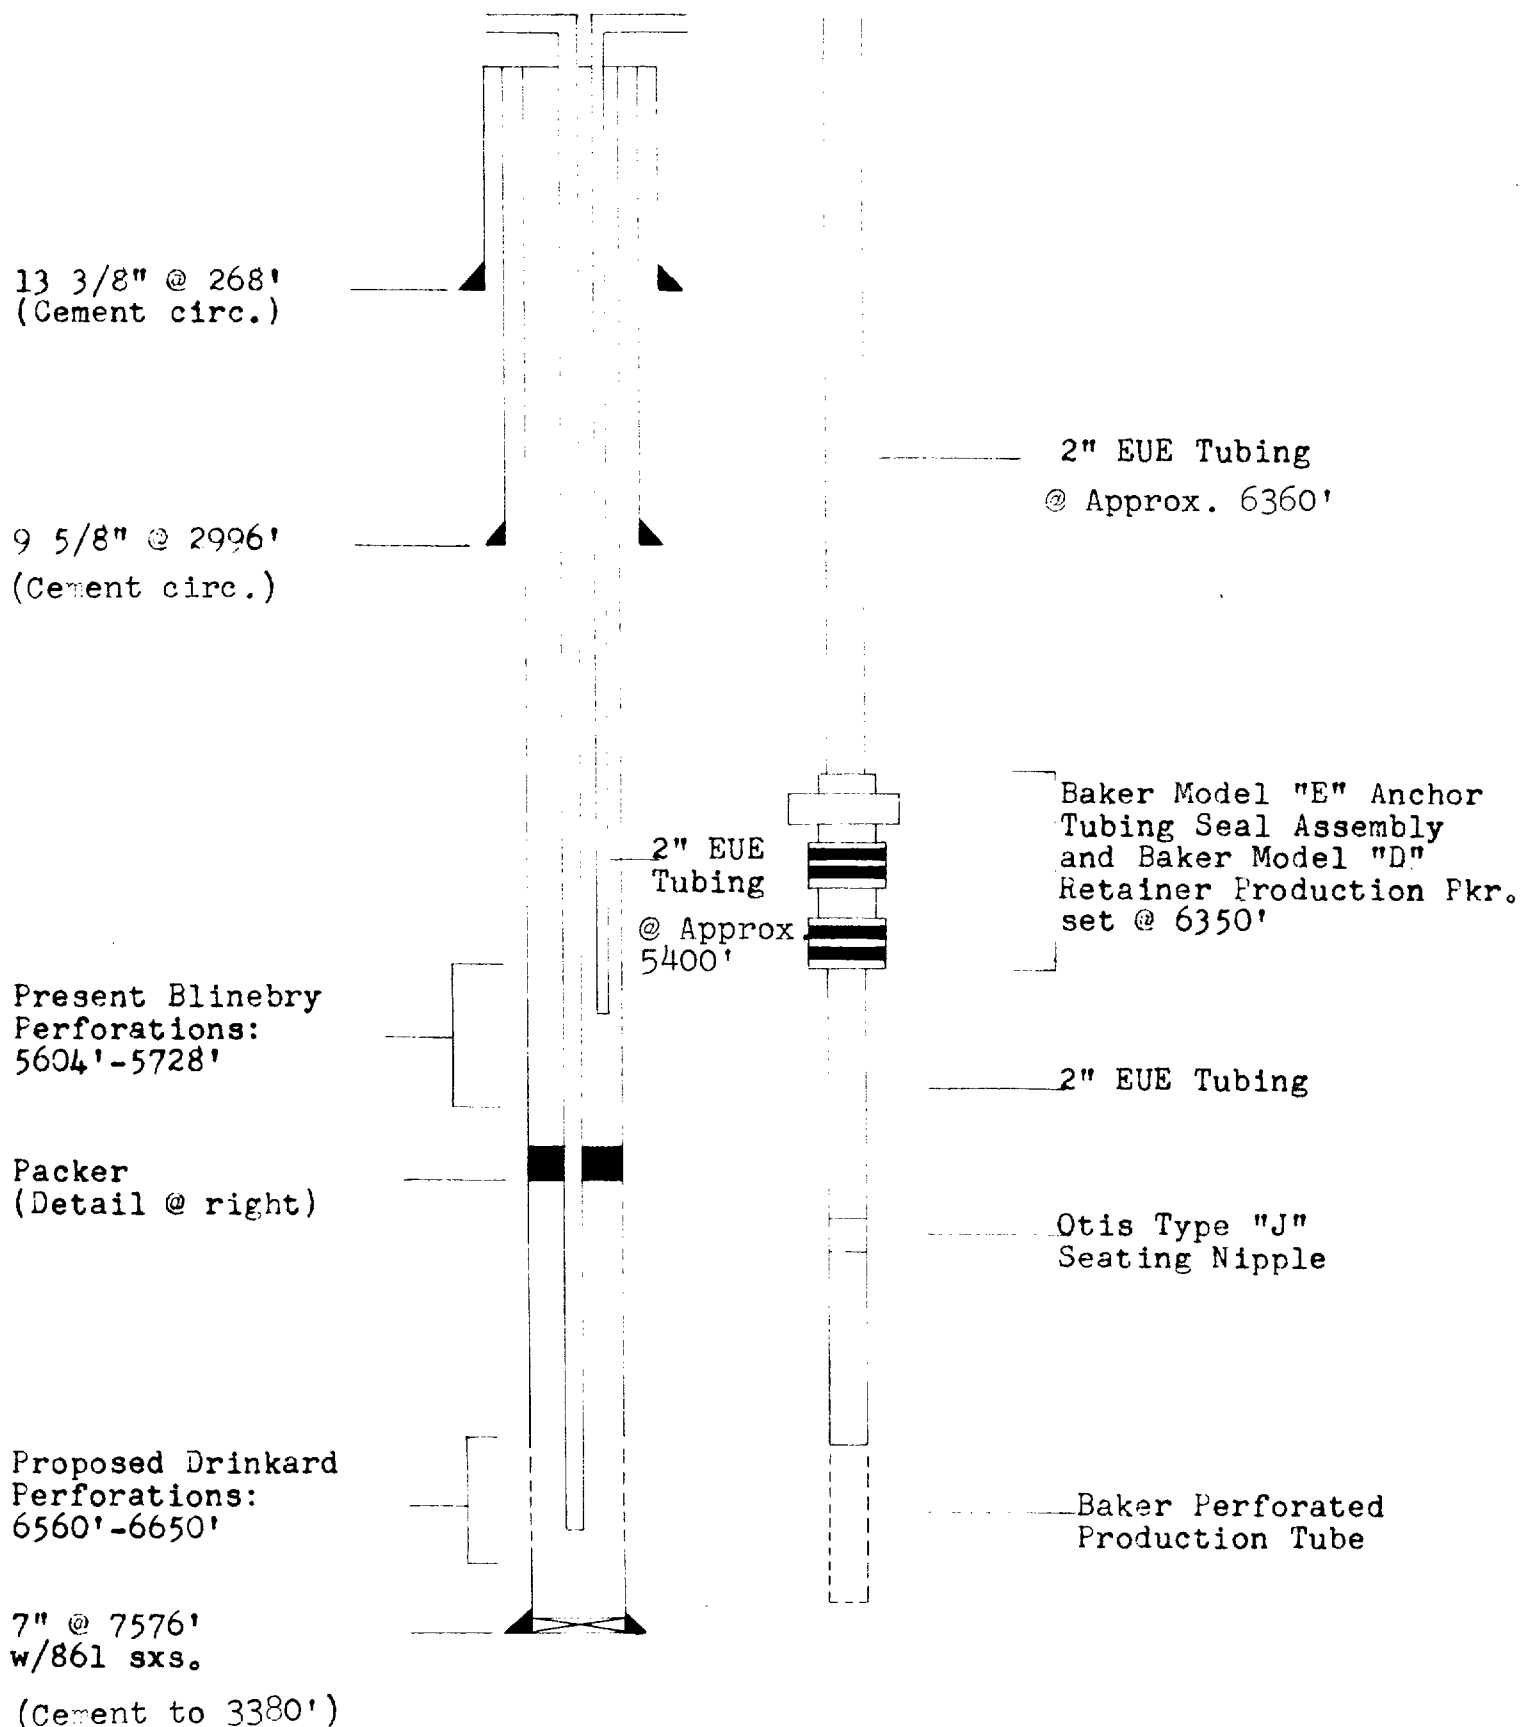 13 3/8" @ 268'
(Cement circ.)
9 5/8" @ 2996'
(Cement circ.)
Present Blinebry
Perforations:
5604'-5728'
Packer
(Detail @ right)
Proposed Drinkard
Perforations:
6560'-6650'
7" @ 7576'
w/861 sxs.
(Cement to 3380')
2" EUE
Tubing
@ Approx.
5400'
2" EUE Tubing
@ Approx. 6360'
Baker Model "E" Anchor
Tubing Seal Assembly
and Baker Model "D"
Retainer Production Pkr.
set @ 6350'
2" EUE Tubing
Otis Type "J"
Seating Nipple
Baker Perforated
Production Tube